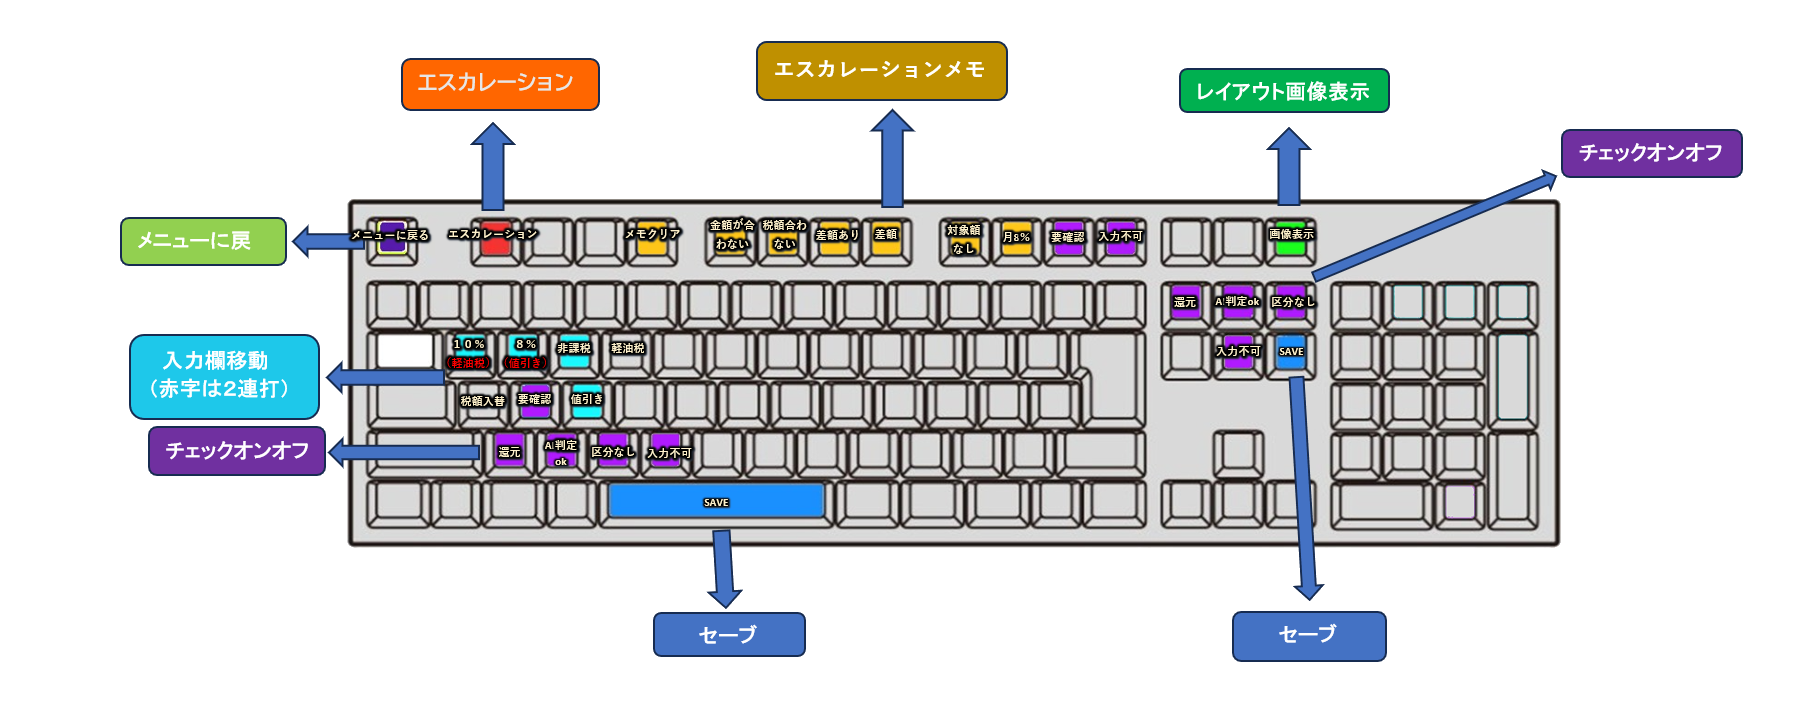 エスカレーション
エスカレーションメモ
レイアウト画像表示
チェックオンオフ
メニューに戻
メニューに戻る
エスカレーション
メモクリア
金額が合
わない
税額合わ
ない
差額あり
差額
対象額
なし
月8%
要確認
入力不可
画像表示
還元
AI判定ok
区分なし
入力欄移動
（赤字は２連打）
１０％
（軽油税）
８％
（値引き）
非課税
軽油税
入力不可
SAVE
税額入替
要確認
値引き
チェックオンオフ
還元
AI判定
ok
区分なし
入力不可
SAVE
セーブ
セーブ